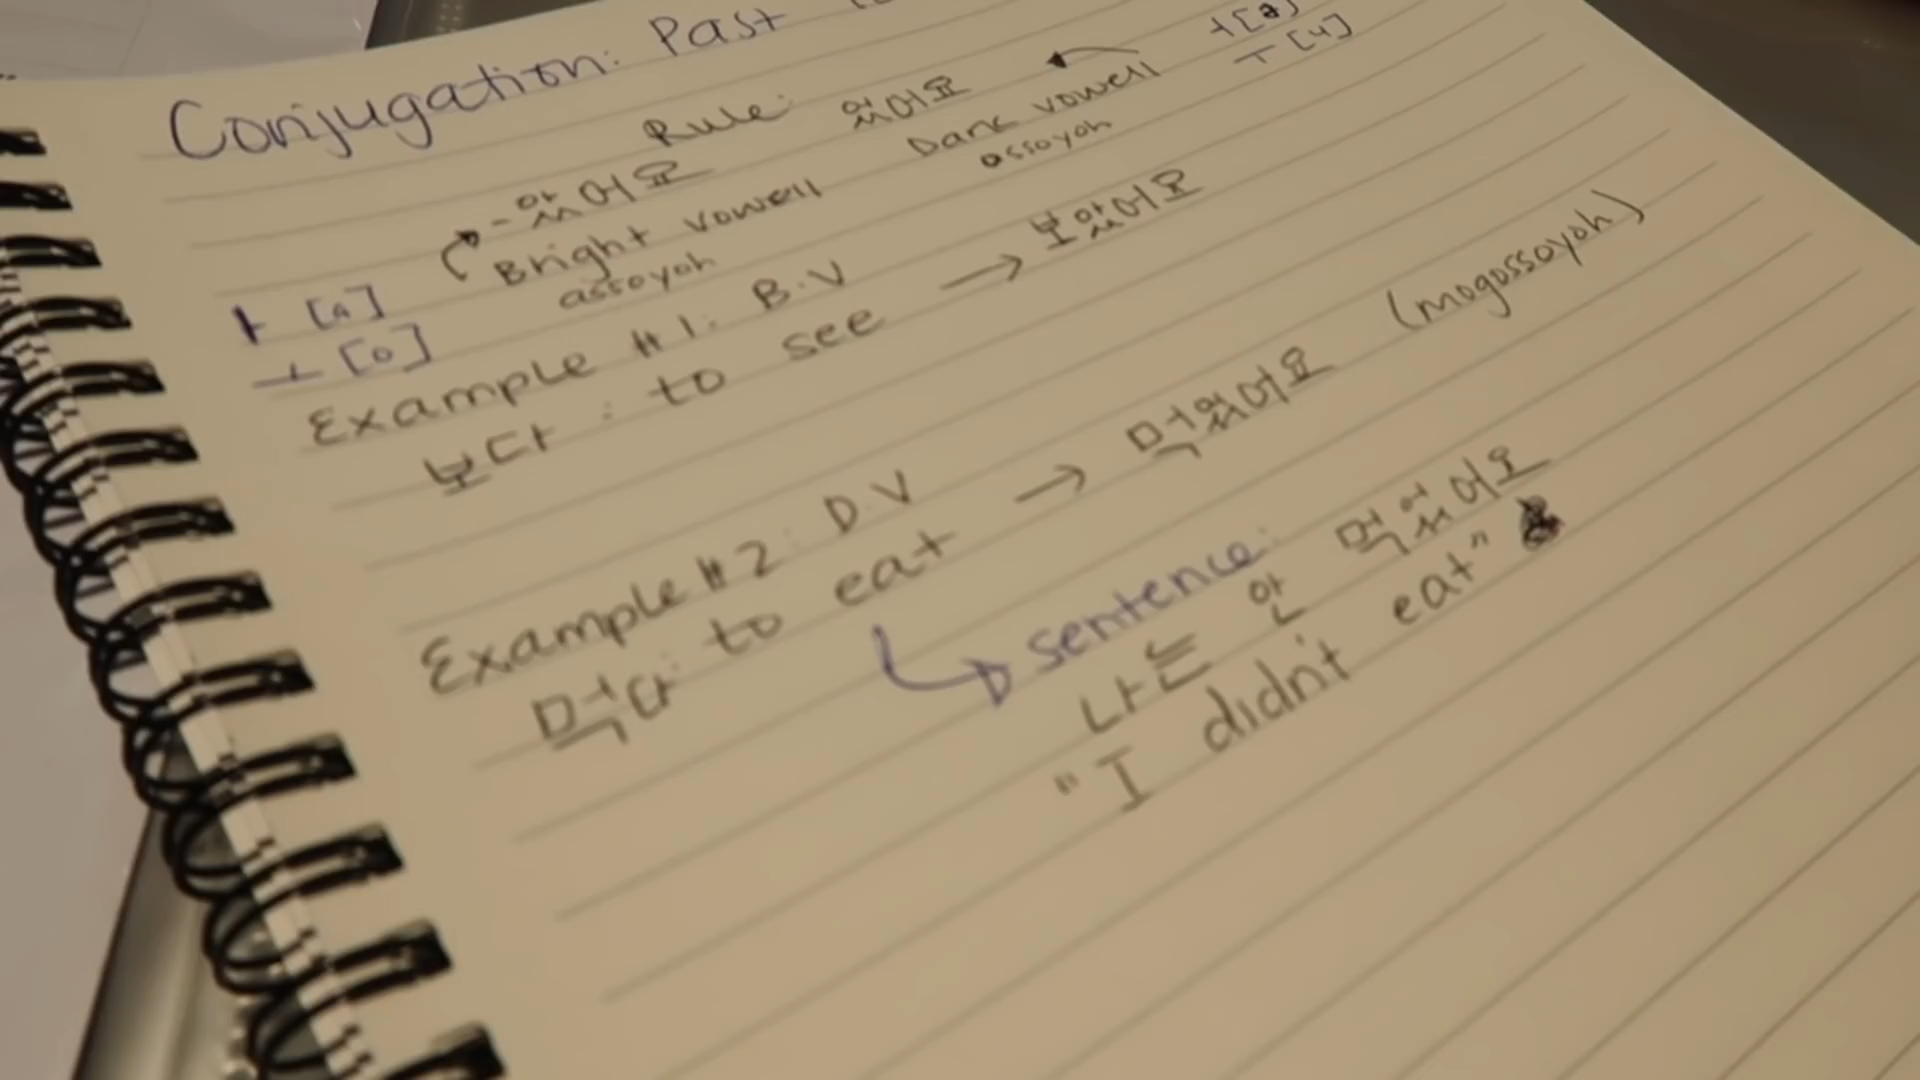 Conjugation: Past
Rule:
-았어요
Bright vowell
assoyoh
ㅏ [a]
ㅗ [o]
었어요
Dark vowell
ossoyoh
ㅓ
ㅜ [u]
Example #1: B.V
보다 : to see → 보았어요
Example #2: D.V
먹다: to eat → 먹었어요 (mogossoyoh)
sentence:
나는 안 먹었어요
"I didn't eat"